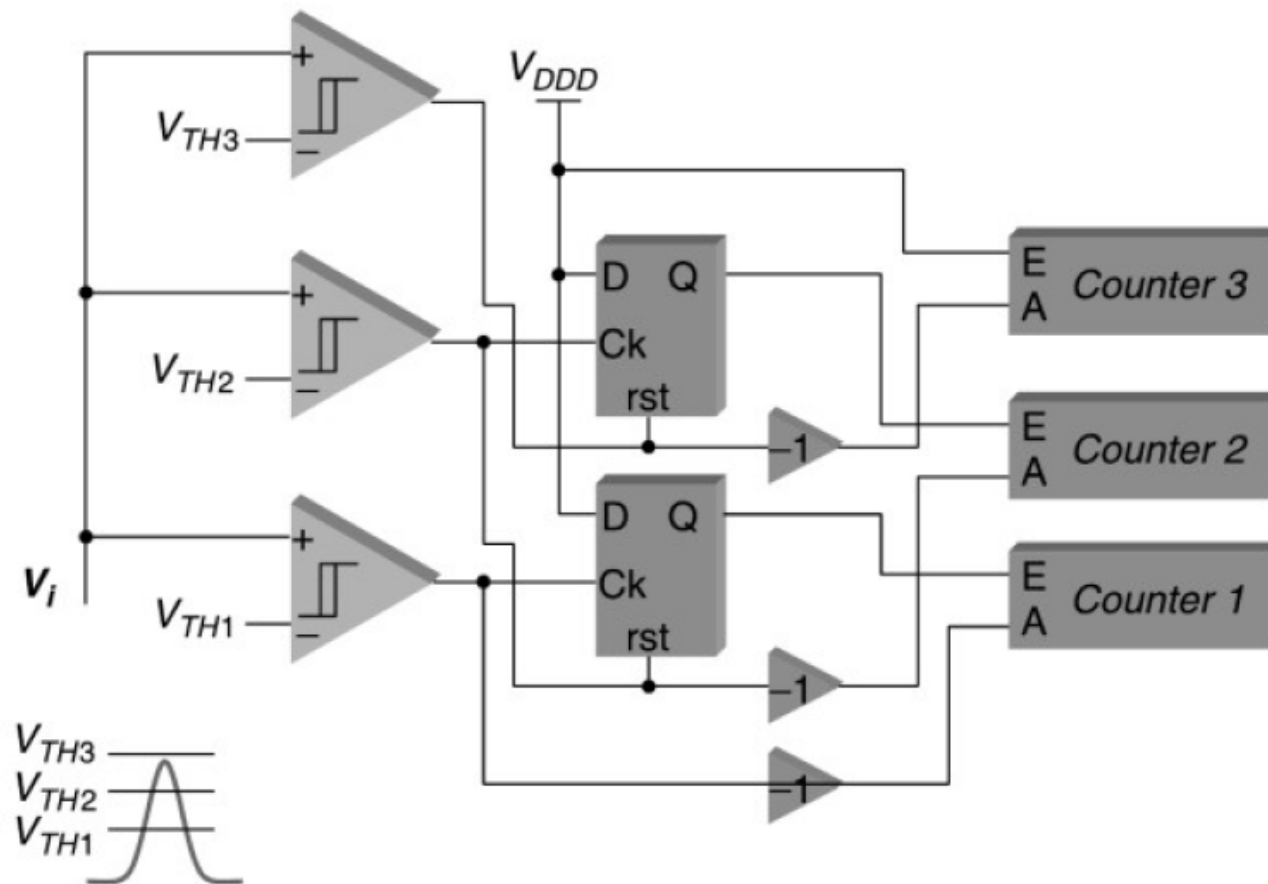 +
V_TH3
−
V_DDD
+
V_TH2
−
D Q
Ck
rst
−1
E
A
Counter 3
E
A
Counter 2
+
V_i
V_TH1
−
D Q
Ck
rst
−1
−1
E
A
Counter 1
V_TH3
V_TH2
V_TH1